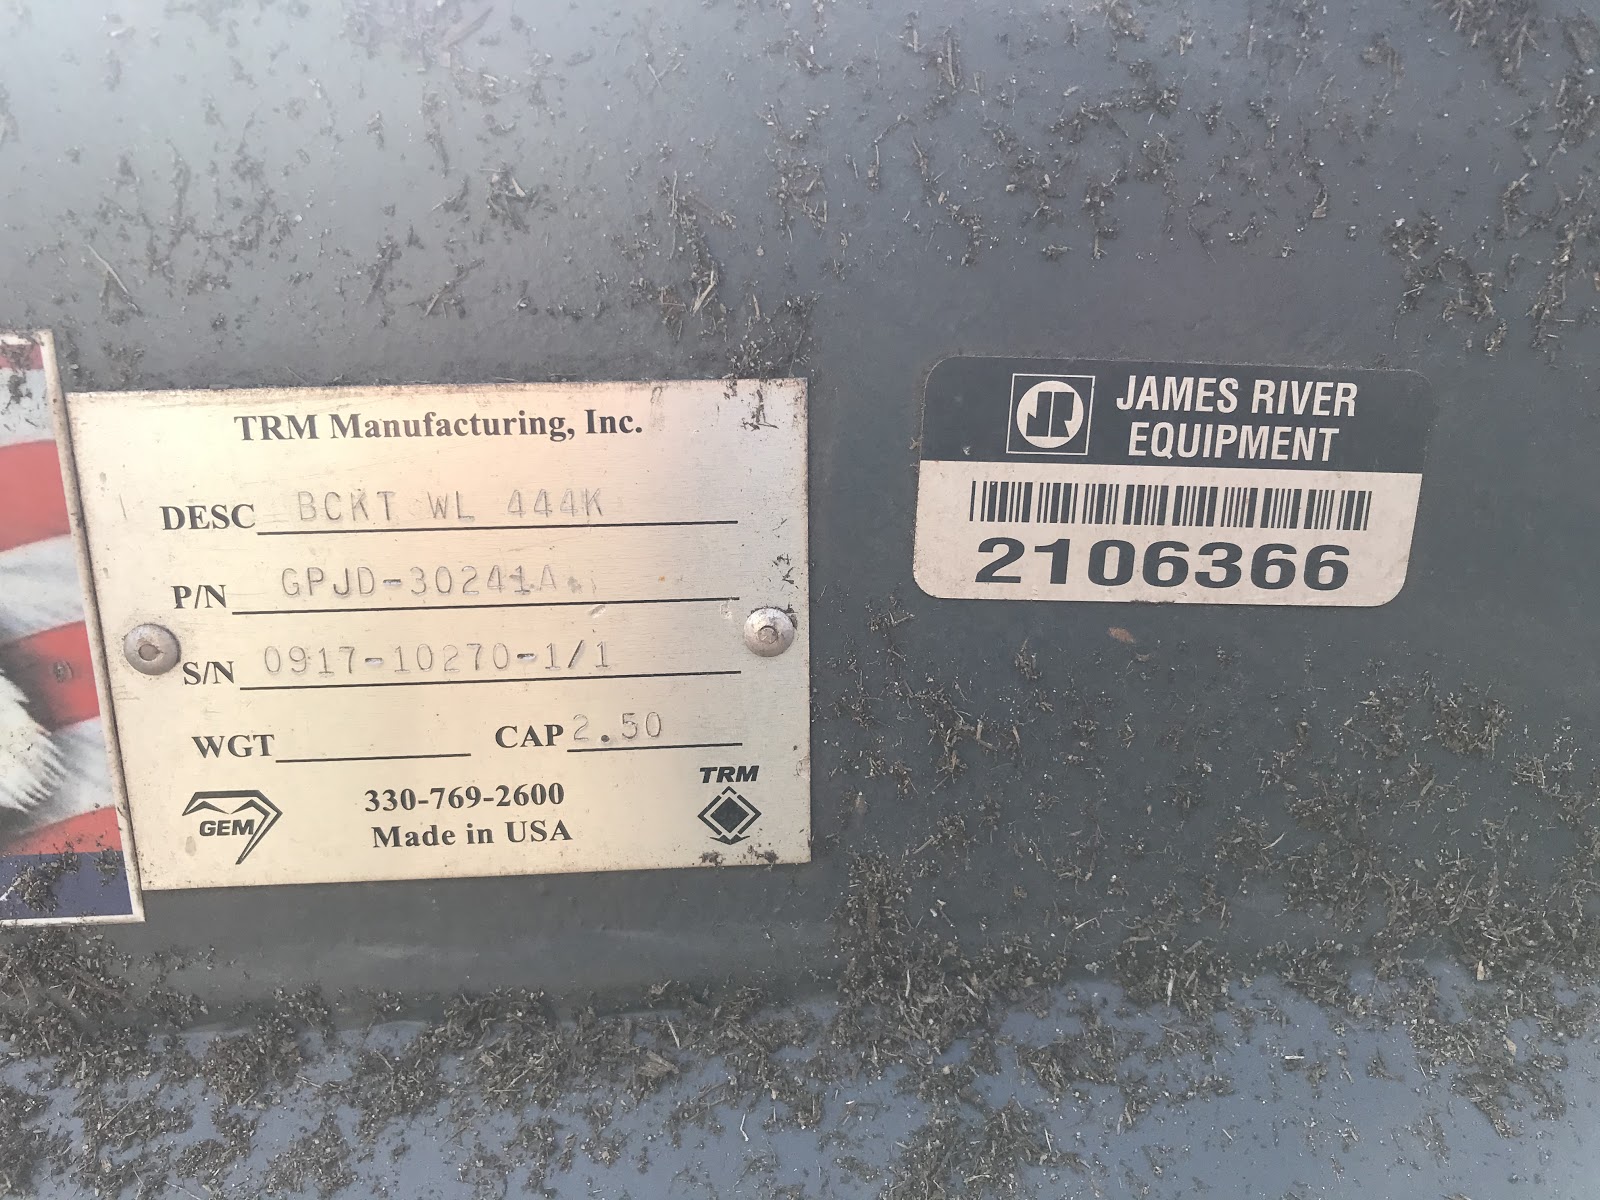 TRM Manufacturing, Inc.
DESC BCKT WL 444K
P/N GPJD-30241A
S/N 0917-10270-1/1
WGT CAP 2.50
GEM 330-769-2600 TRM
Made in USA
JR JAMES RIVER
EQUIPMENT
2106366